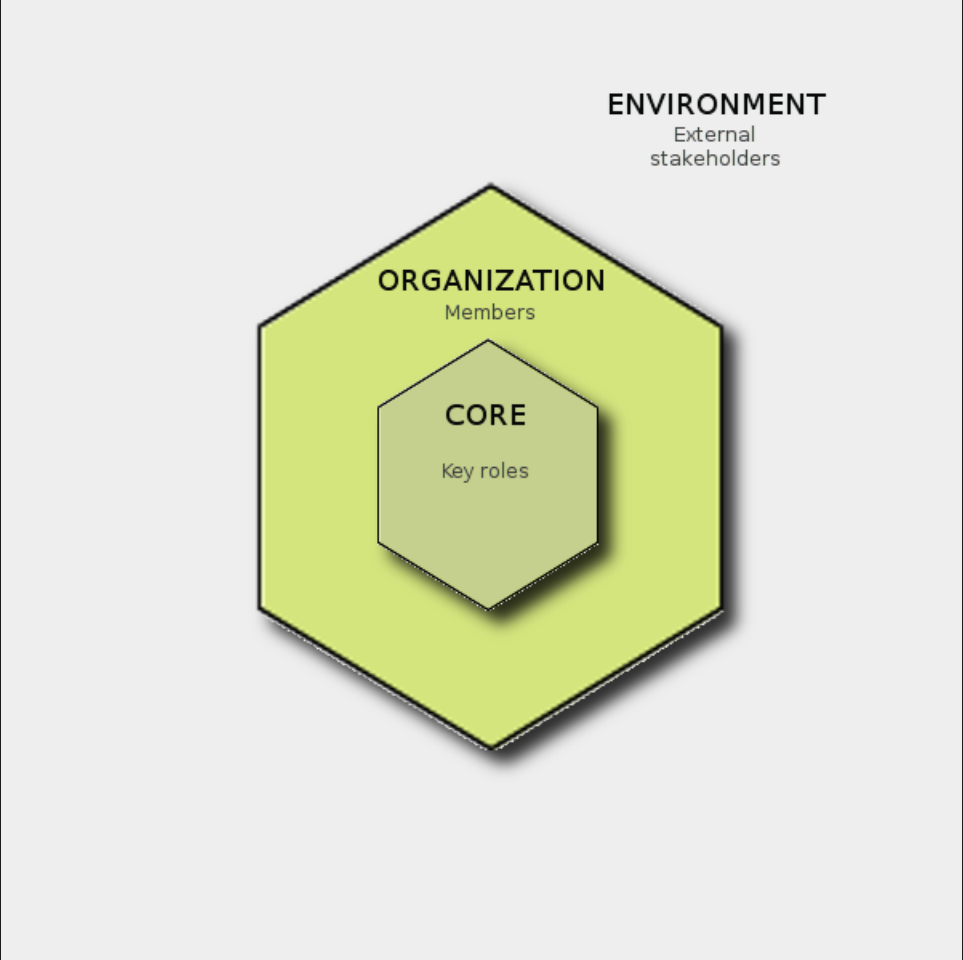 ENVIRONMENT
External
stakeholders
ORGANIZATION
Members
CORE
Key roles